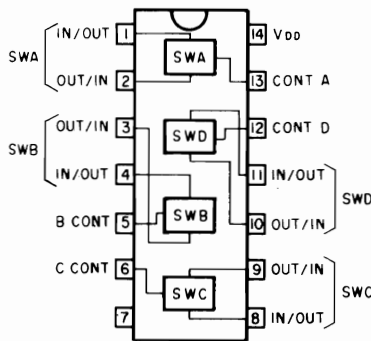 IN/OUT 1 14 VDD
SWA SWA
OUT/IN 2 13 CONT A
OUT/IN 3 12 CONT D
SWB SWD
IN/OUT 4 11 IN/OUT
SWD
B CONT 5 SWB 10 OUT/IN
C CONT 6 9 OUT/IN
SWC SWC
7 8 IN/OUT